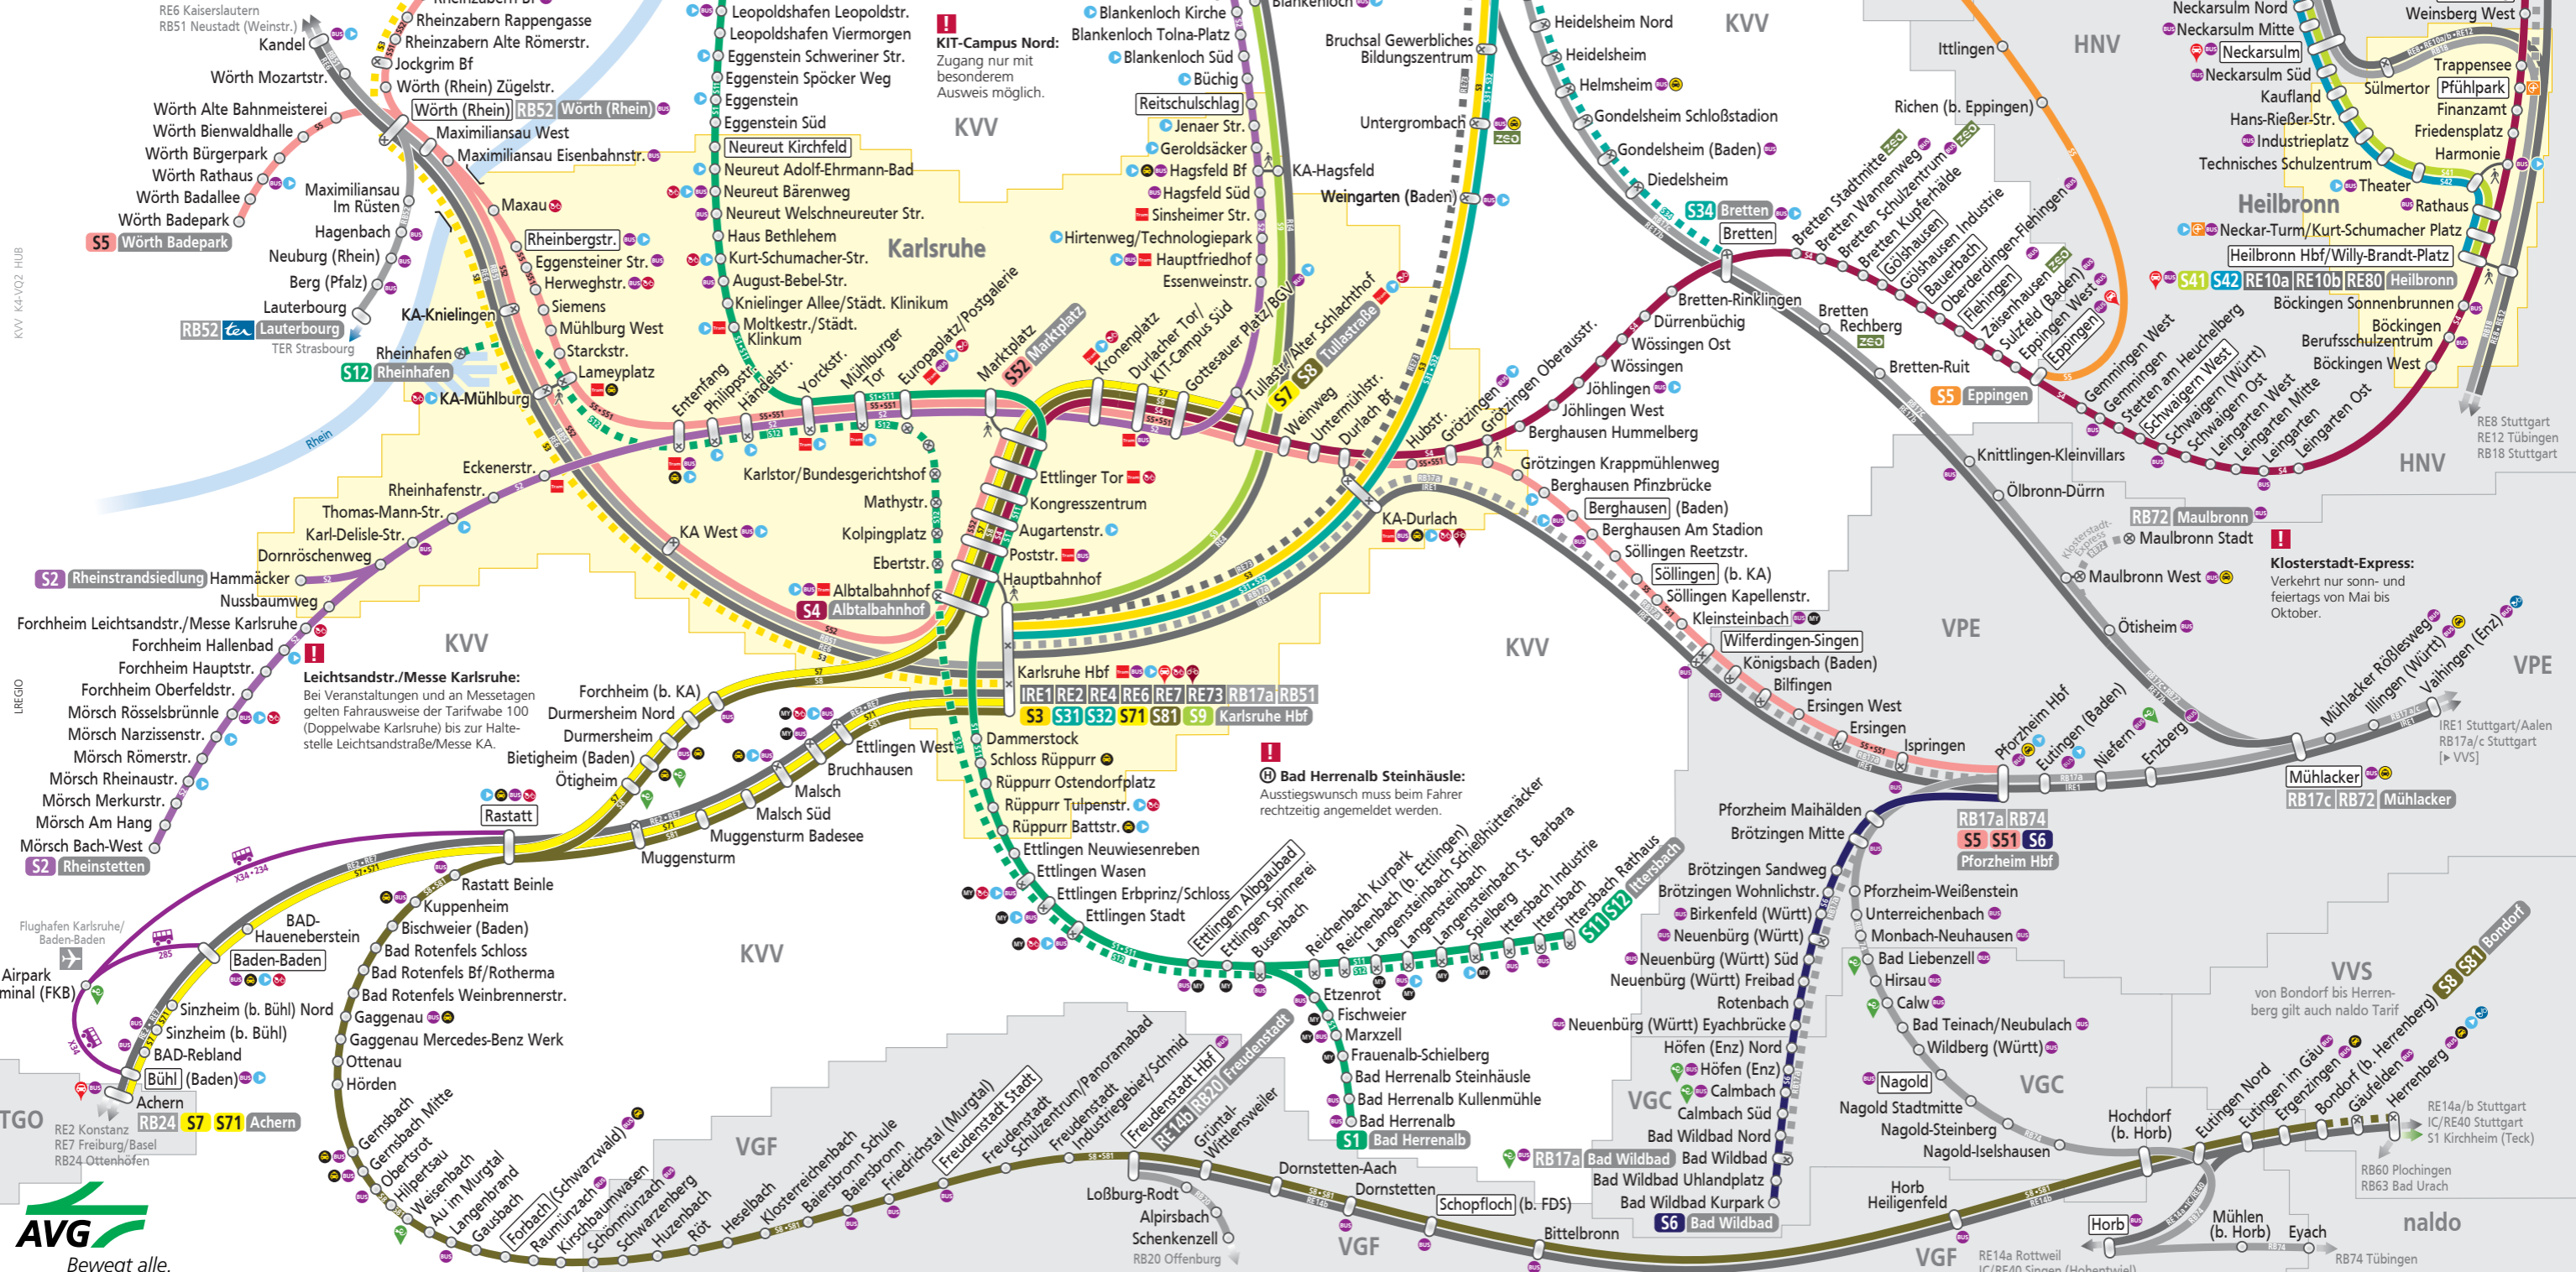 RE6 Kaiserslautern
RB51 Neustadt (Weinstr.)
Kandel
Wörth Mozartstr.
Wörth Alte Bahnmeisterei
Wörth Bienwaldhalle
Wörth Bürgerpark
Wörth Rathaus
Wörth Badallee
Wörth Badepark
S5 Wörth Badepark
Rheinzabern Rappengasse
Rheinzabern Alte Römerstr.
Jockgrim Bf
Wörth (Rhein) Zügelstr.
Wörth (Rhein) RB52 Wörth (Rhein)
Maximiliansau West
Maximiliansau Eisenbahnstr.
Maximiliansau
Im Rüsten
Hagenbach
Neuburg (Rhein)
Berg (Pfalz)
Lauterbourg
RB52 ter Lauterbourg
TER Strasbourg
KVV K4-VQ2 HUB
LREGIO
Maxau
Rheinbergstr.
Eggensteiner Str.
Herweghstr.
Siemens
KA-Knielingen
Mühlburg West
Starckstr.
Lameyplatz
Rheinhafen
S12 Rheinhafen
KA-Mühlburg
Rhein
Leopoldshafen Leopoldstr.
Leopoldshafen Viermorgen
Eggenstein Schweriner Str.
Eggenstein Spöcker Weg
Eggenstein
Eggenstein Süd
Neureut Kirchfeld
Neureut Adolf-Ehrmann-Bad
Neureut Bärenweg
Neureut Welschneureuter Str.
Haus Bethlehem
Kurt-Schumacher-Str.
August-Bebel-Str.
Knielinger Allee/Städt. Klinikum
Moltkestr./Städt.
Klinkum
KIT-Campus Nord:
Zugang nur mit
besonderem
Ausweis möglich.
KVV
Karlsruhe
Blankenloch Kirche
Blankenloch Tolna-Platz
Blankenloch Süd
Büchig
Reitschulschlag
Jenaer Str.
Geroldsäcker
Hagsfeld Bf
KA-Hagsfeld
Hagsfeld Süd
Sinsheimer Str.
Hirtenweg/Technologiepark
Hauptfriedhof
Essenweinstr.
Bruchsal Gewerbliches
Bildungszentrum
Untergrombach
zeo
Weingarten (Baden)
Entenfang
Philippstr.
Händelstr.
Yorckstr.
Mühlburger
Tor
Europaplatz/Postgalerie
Marktplatz
S52 Marktplatz
Kronenplatz
Durlacher Tor/
KIT-Campus Süd
Gottesauer Platz/BGV
Tullastr./Alter Schlachthof
S7 S8 Tullastraße
Weinweg
Untermühlstr.
Durlach Bf
Hubstr.
Grötzingen
Grötzingen Oberausstr.
Karlstor/Bundesgerichtshof
Mathystr.
Kolpingplatz
Ebertstr.
Albtalbahnhof
S4 Albtalbahnhof
Ettlinger Tor
Kongresszentrum
Augartenstr.
Poststr.
Hauptbahnhof
KA West
KA-Durlach
Karlsruhe Hbf
IRE1 RE2 RE4 RE6 RE7 RE73 RB17a RB51
S3 S31 S32 S71 S81 S9 Karlsruhe Hbf
Eckenerstr.
Rheinhafenstr.
Thomas-Mann-Str.
Karl-Delisle-Str.
Dornröschenweg
S2 Rheinstrandsiedlung Hammäcker
Nussbaumweg
Forchheim Leichtsandstr./Messe Karlsruhe
Forchheim Hallenbad
Forchheim Hauptstr.
Forchheim Oberfeldstr.
Mörsch Rösselsbrünnle
Mörsch Narzissenstr.
Mörsch Römerstr.
Mörsch Rheinaustr.
Mörsch Merkurstr.
Mörsch Am Hang
Mörsch Bach-West
S2 Rheinstetten
KVV
Leichtsandstr./Messe Karlsruhe:
Bei Veranstaltungen und an Messetagen
gelten Fahrausweise der Tarifwabe 100
(Doppelwabe Karlsruhe) bis zur Halte-
stelle Leichtsandstraße/Messe KA.
Forchheim (b. KA)
Durmersheim Nord
Durmersheim
Bietigheim (Baden)
Ötigheim
Rastatt
Ettlingen West
Bruchhausen
Malsch
Malsch Süd
Muggensturm Badesee
Muggensturm
X34•234
285
X34
Flughafen Karlsruhe/
Baden-Baden
Airpark
minal (FKB)
BAD-
Haueneberstein
Baden-Baden
Sinzheim (b. Bühl) Nord
Sinzheim (b. Bühl)
BAD-Rebland
Bühl (Baden)
Achern
RB24 S7 S71 Achern
TGO
RE2 Konstanz
RE7 Freiburg/Basel
RB24 Ottenhöfen
AVG
Bewegt alle.
Rastatt Beinle
Kuppenheim
Bischweier (Baden)
Bad Rotenfels Schloss
Bad Rotenfels Bf/Rotherma
Bad Rotenfels Weinbrennerstr.
Gaggenau
Gaggenau Mercedes-Benz Werk
Ottenau
Hörden
Gernsbach
Gernsbach Mitte
Obertsrot
Hilpertsau
Weisenbach
Au im Murgtal
Langenbrand
Gausbach
Forbach (Schwarzwald)
Raumünzach
Kirschbaumwasen
Schönmünzach
Schwarzenberg
Huzenbach
Röt
Heselbach
Klosterreichenbach
Baiersbronn Schule
Baiersbronn
Friedrichstal (Murgtal)
Freudenstadt Stadt
Freudenstadt
Schulzentrum/Panoramabad
Freudenstadt
Industriegebiet/Schmid
Freudenstadt Hbf
RE14b RB20 Freudenstadt
Grüntal-
Wittlensweiler
KVV
VGF
Loßburg-Rodt
Alpirsbach
Schenkenzell
RB20 Offenburg
Dornstetten-Aach
Dornstetten
Schopfloch (b. FDS)
Bittelbronn
VGF
Dammerstock
Schloss Rüppurr
Rüppurr Ostendorfplatz
Rüppurr Tulpenstr.
Rüppurr Battstr.
Ettlingen Neuwiesenreben
Ettlingen Wasen
Ettlingen Erbprinz/Schloss
Ettlingen Stadt
Bad Herrenalb Steinhäusle:
Ausstiegswunsch muss beim Fahrer
rechtzeitig angemeldet werden.
Ettlingen Albgaubad
Ettlingen Spinnerei
Busenbach
Reichenbach Kurpark
Reichenbach (b. Ettlingen)
Langensteinbach Schießhüttenäcker
Langensteinbach
Langensteinbach St. Barbara
Spielberg
Ittersbach Industrie
Ittersbach
Ittersbach Rathaus
S11 S12 Ittersbach
Etzenrot
Fischweier
Marxzell
Frauenalb-Schielberg
Bad Herrenalb Steinhäusle
Bad Herrenalb Kullenmühle
Bad Herrenalb
S1 Bad Herrenalb
Heidelsheim Nord
Heidelsheim
Helmsheim
Gondelsheim Schloßstadion
Gondelsheim (Baden)
Diedelsheim
S34 Bretten
Bretten
KVV
Bretten Stadtmitte zeo
Bretten Wannenweg
Bretten Schulzentrum zeo
Bretten Kupferhälde
Gölshausen
Gölshausen Industrie
Bauerbach
Oberderdingen-Flehingen
Flehingen
Zaisenhausen zeo
Sulzfeld (Baden)
Eppingen West
Eppingen
S5 Eppingen
Ittlingen
Richen (b. Eppingen)
HNV
Bretten-Rinklingen
Dürrenbüchig
Wössingen Ost
Wössingen
Jöhlingen
Jöhlingen West
Berghausen Hummelberg
Bretten
Rechberg
zeo
Bretten-Ruit
Knittlingen-Kleinvillars
Ölbronn-Dürrn
RB72 Maulbronn
Maulbronn Stadt
Klosterstadt-
Express
Maulbronn West
Klosterstadt-Express:
Verkehrt nur sonn- und
feiertags von Mai bis
Oktober.
Ötisheim
VPE
Grötzingen Krappmühlenweg
Berghausen Pfinzbrücke
Berghausen (Baden)
Berghausen Am Stadion
Söllingen Reetzstr.
Söllingen (b. KA)
Söllingen Kapellenstr.
Kleinsteinbach
Wilferdingen-Singen
Königsbach (Baden)
Bilfingen
Ersingen West
Ersingen
Ispringen
KVV
Pforzheim Hbf
Eutingen (Baden)
Niefern
Enzberg
Mühlacker
RB17c RB72 Mühlacker
Mühlacker Rößlesweg
Illingen (Württ)
Vaihingen (Enz)
VPE
IRE1 Stuttgart/Aalen
RB17a/c Stuttgart
[▸VVS]
RB17a RB74
S5 S51 S6
Pforzheim Hbf
Pforzheim Maihälden
Brötzingen Mitte
Brötzingen Sandweg
Brötzingen Wohnlichstr.
Birkenfeld (Württ)
Neuenbürg (Württ)
Neuenbürg (Württ) Süd
Neuenbürg (Württ) Freibad
Rotenbach
Neuenbürg (Württ) Eyachbrücke
Höfen (Enz) Nord
Höfen (Enz)
Calmbach
Calmbach Süd
Bad Wildbad Nord
RB17a Bad Wildbad Bad Wildbad
Bad Wildbad Uhlandplatz
Bad Wildbad Kurpark
S6 Bad Wildbad
VGC
Pforzheim-Weißenstein
Unterreichenbach
Monbach-Neuhausen
Bad Liebenzell
Hirsau
Calw
Bad Teinach/Neubulach
Wildberg (Württ)
Nagold
Nagold Stadtmitte
Nagold-Steinberg
Nagold-Iselshausen
VGC
Hochdorf
(b. Horb)
Horb
Heiligenfeld
Horb
Mühlen
(b. Horb)
Eyach
RB74 Tübingen
VGF
RE14a Rottweil
IC/RE40 Singen (Hohentwiel)
naldo
VVS
von Bondorf bis Herren-
berg gilt auch naldo Tarif
Eutingen Nord
Eutingen im Gäu
Ergenzingen
Bondorf (b. Herrenberg)
S8 S81 Bondorf
Gäufelden
Herrenberg
RE14a/b Stuttgart
IC/RE40 Stuttgart
S1 Kirchheim (Teck)
RB60 Plochingen
RB63 Bad Urach
Gemmingen West
Gemmingen
Stetten am Heuchelberg
Schwaigern West
Schwaigern (Württ)
Schwaigern Ost
Leingarten West
Leingarten Mitte
Leingarten
Leingarten Ost
HNV
Neckarsulm Nord
Neckarsulm Mitte
Neckarsulm
Neckarsulm Süd
Kaufland
Hans-Rießer-Str.
Industrieplatz
Technisches Schulzentrum
Heilbronn
Theater
Rathaus
Neckar-Turm/Kurt-Schumacher Platz
Heilbronn Hbf/Willy-Brandt-Platz
S41 S42 RE10a RE10b RE80 Heilbronn
Böckingen Sonnenbrunnen
Böckingen
Berufsschulzentrum
Böckingen West
Weinsberg West
Trappensee
Sülmertor
Pfühlpark
Finanzamt
Friedensplatz
Harmonie
RE8 Stuttgart
RE12 Tübingen
RB18 Stuttgart